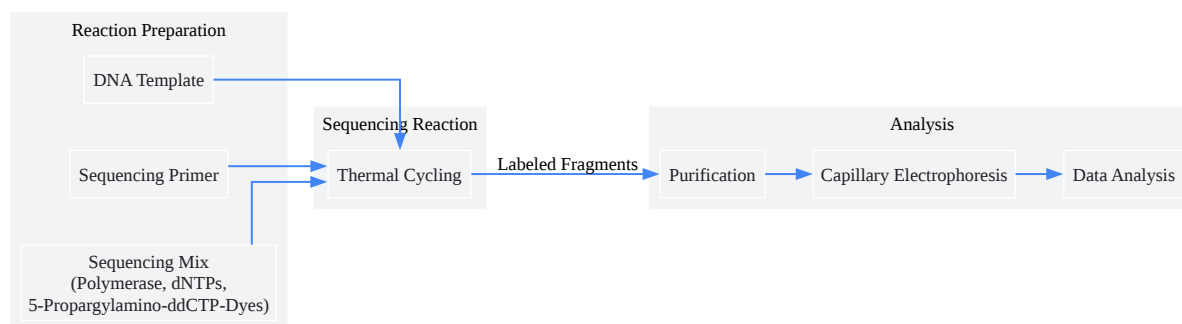 Reaction Preparation
DNA Template
Sequencing Primer
Sequencing Mix
(Polymerase, dNTPs,
5-Propargylamino-ddCTP-Dyes)
Sequencing Reaction
Thermal Cycling
Labeled Fragments
Analysis
Purification
Capillary Electrophoresis
Data Analysis